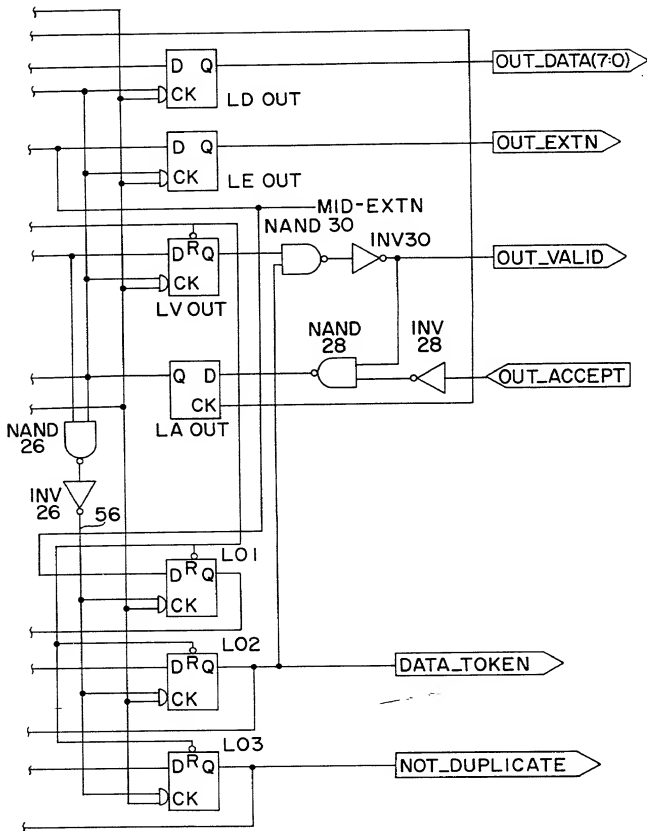 D Q
CK
LD OUT
OUT_DATA(7:0)
D Q
CK
LE OUT
OUT_EXTN
MID-EXTN
NAND 30
INV30
D R Q
CK
LV OUT
OUT_VALID
NAND
28
INV
28
Q D
CK
LA OUT
OUT_ACCEPT
NAND
26
INV
26
56
LO1
D R Q
CK
LO2
D R Q
CK
DATA_TOKEN
LO3
D R Q
CK
NOT_DUPLICATE